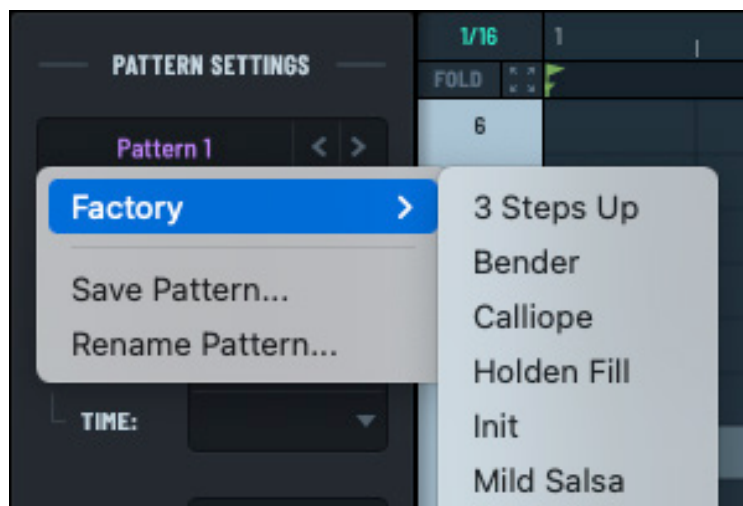 PATTERN SETTINGS
1/16 1
FOLD
6
Pattern 1 < >
Factory >
Save Pattern...
Rename Pattern...
TIME:
3 Steps Up
Bender
Calliope
Holden Fill
Init
Mild Salsa